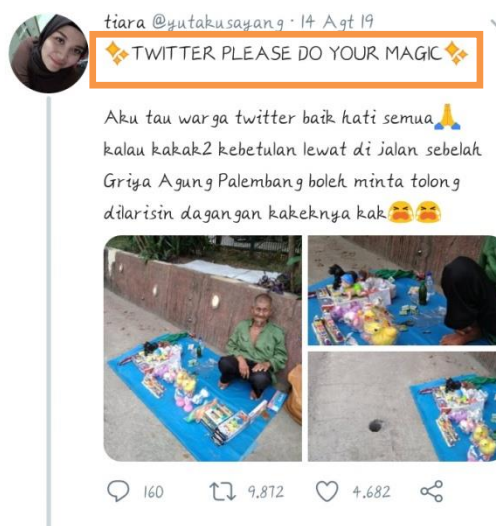 tiara @yutakusayang · 14 Agt 19
✨TWITTER PLEASE DO YOUR MAGIC✨
Aku tau warga twitter baik hati semua🙏
kalau kakak2 kebetulan lewat di jalan sebelah
Griya Agung Palembang boleh minta tolong
dilarisin dagangan kakeknya kak😭😭
160 9.872 4.682